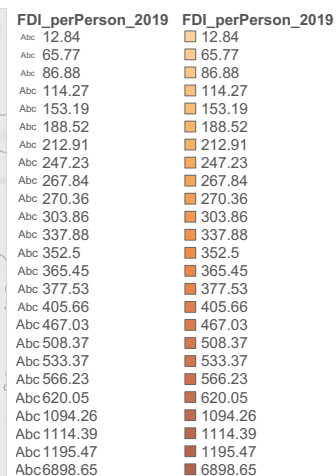 FDI_perPerson_2019 FDI_perPerson_2019
Abc 12.84 12.84
Abc 65.77 65.77
Abc 86.88 86.88
Abc 114.27 114.27
Abc 153.19 153.19
Abc 188.52 188.52
Abc 212.91 212.91
Abc 247.23 247.23
Abc 267.84 267.84
Abc 270.36 270.36
Abc 303.86 303.86
Abc 337.88 337.88
Abc 352.5 352.5
Abc 365.45 365.45
Abc 377.53 377.53
Abc 405.66 405.66
Abc 467.03 467.03
Abc 508.37 508.37
Abc 533.37 533.37
Abc 566.23 566.23
Abc 620.05 620.05
Abc 1094.26 1094.26
Abc 1114.39 1114.39
Abc 1195.47 1195.47
Abc 6898.65 6898.65